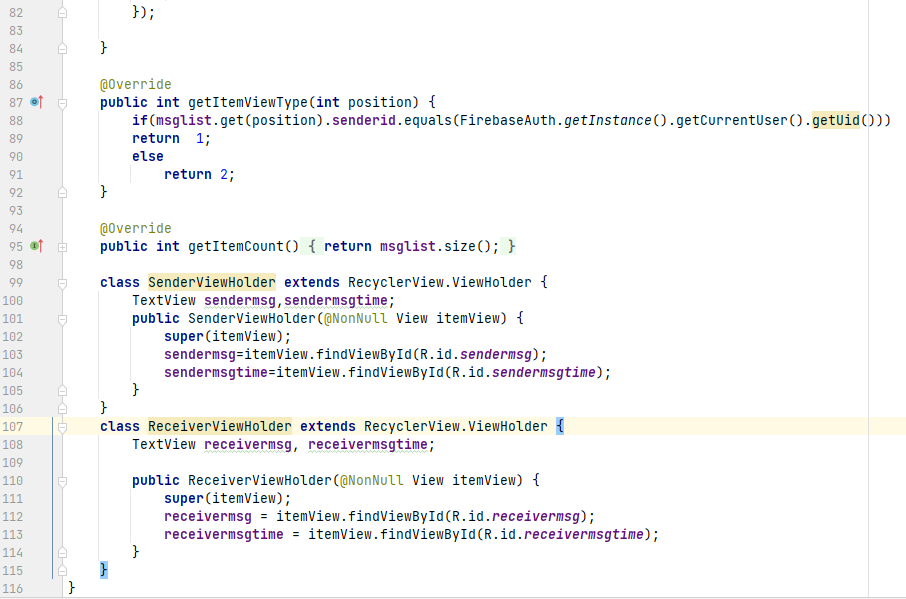 82 });
83
84 }
85
86 @Override
87 public int getItemViewType(int position) {
88 if(msglist.get(position).senderid.equals(FirebaseAuth.getInstance().getCurrentUser().getUid()))
89 return  1;
90 else
91 return 2;
92 }
93
94 @Override
95 public int getItemCount() { return msglist.size(); }
98
99 class SenderViewHolder extends RecyclerView.ViewHolder {
100 TextView sendermsg,sendermsgtime;
101 public SenderViewHolder(@NonNull View itemView) {
102 super(itemView);
103 sendermsg=itemView.findViewById(R.id.sendermsg);
104 sendermsgtime=itemView.findViewById(R.id.sendermsgtime);
105 }
106 }
107 class ReceiverViewHolder extends RecyclerView.ViewHolder {
108 TextView receivermsg, receivermsgtime;
109
110 public ReceiverViewHolder(@NonNull View itemView) {
111 super(itemView);
112 receivermsg = itemView.findViewById(R.id.receivermsg);
113 receivermsgtime = itemView.findViewById(R.id.receivermsgtime);
114 }
115 }
116 }